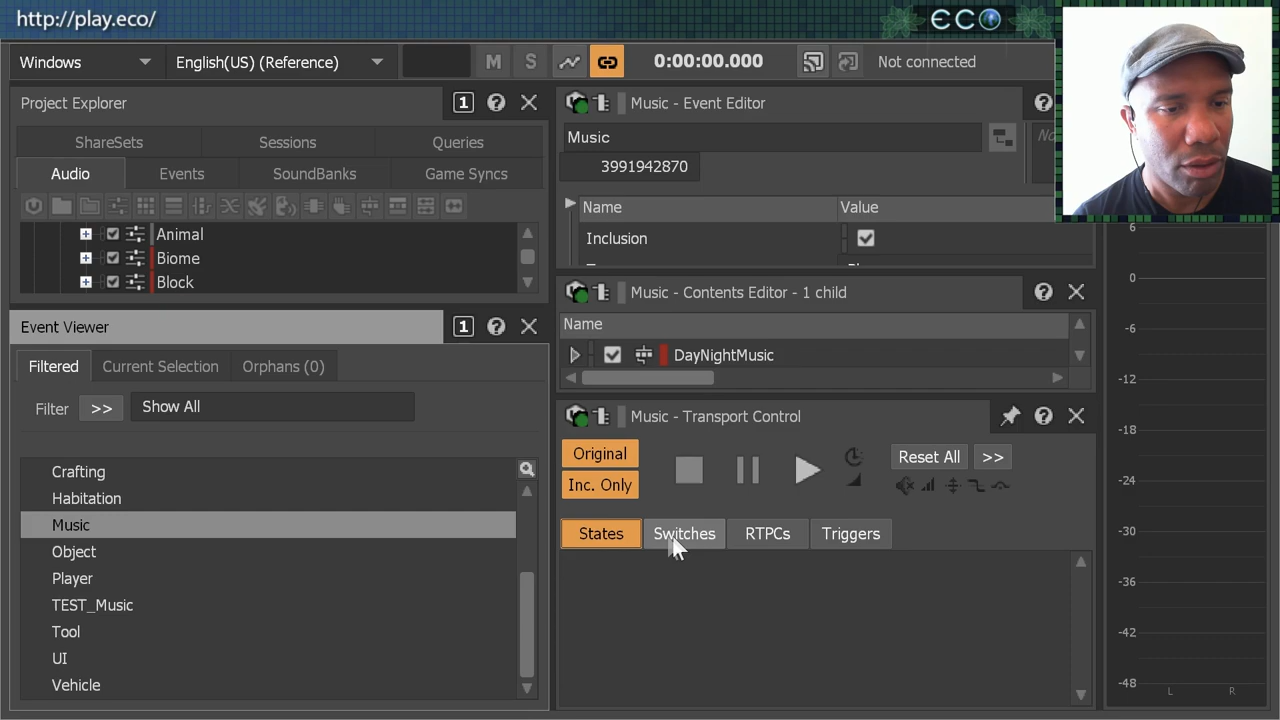 http://play.eco/
ECO
Windows
English(US) (Reference)
M
S
0:00:00.000
Not connected
Project Explorer
1
ShareSets
Sessions
Queries
Audio
Events
SoundBanks
Game Syncs
Animal
Biome
Block
Event Viewer
1
Filtered
Current Selection
Orphans (0)
Filter
>>
Show All
Crafting
Habitation
Music
Object
Player
TEST_Music
Tool
UI
Vehicle
Music - Event Editor
Music
3991942870
Name
Value
Inclusion
Music - Contents Editor - 1 child
Name
DayNightMusic
Music - Transport Control
Original
Inc. Only
Reset All
>>
States
Switches
RTPCs
Triggers
6
0
-6
-12
-18
-24
-30
-36
-42
-48
L
R